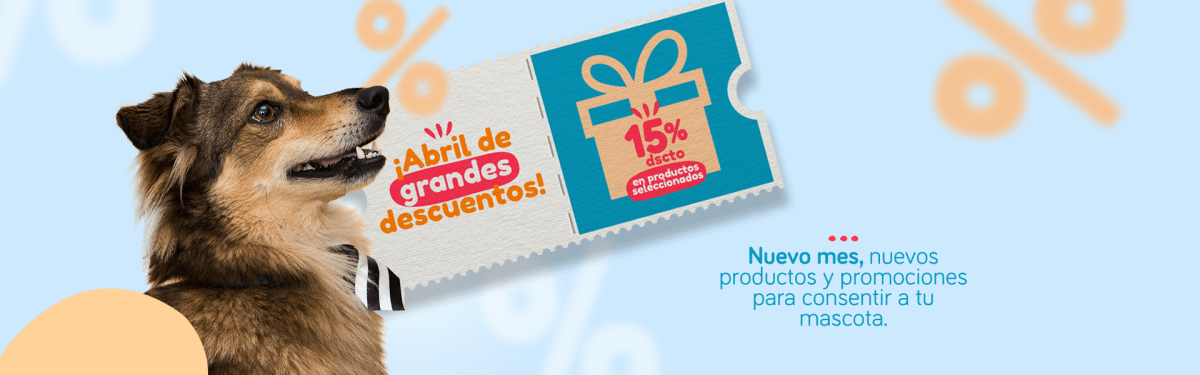 ¡Abril de
grandes
descuentos!
15%
dscto
en productos
seleccionados
Nuevo mes, nuevos
productos y promociones
para consentir a tu
mascota.